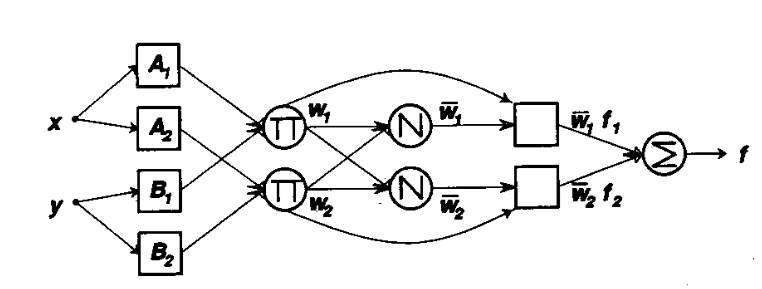 x
y
A₁
A₂
B₁
B₂
Π
Π
w₁
w₂
N
N
w̅₁
w̅₂
w̅₁ f₁
w̅₂ f₂
Σ
f